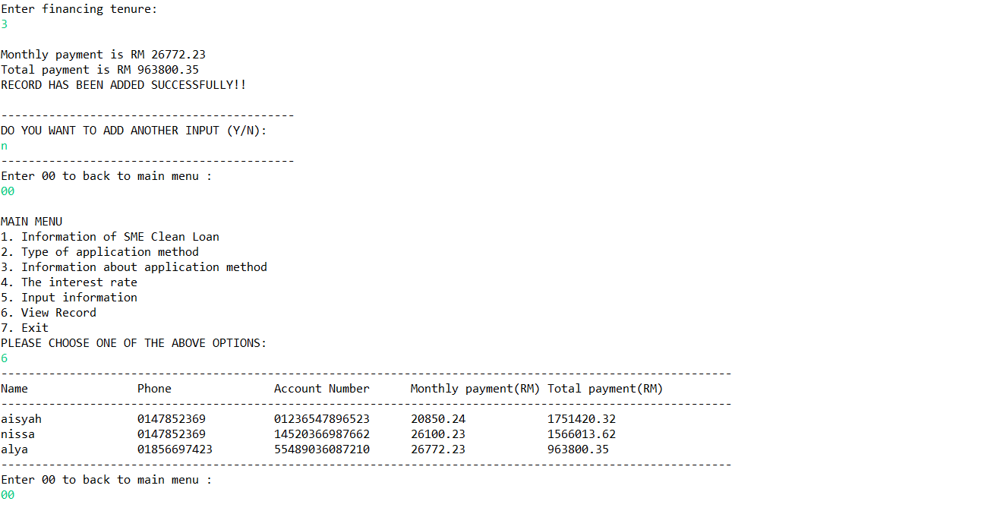 Enter financing tenure:
3
Monthly payment is RM 26772.23
Total payment is RM 963800.35
RECORD HAS BEEN ADDED SUCCESSFULLY!!
-------------------------------------------
DO YOU WANT TO ADD ANOTHER INPUT (Y/N):
n
-------------------------------------------
Enter 00 to back to main menu :
00
MAIN MENU
1. Information of SME Clean Loan
2. Type of application method
3. Information about application method
4. The interest rate
5. Input information
6. View Record
7. Exit
PLEASE CHOOSE ONE OF THE ABOVE OPTIONS:
6
-----------------------------------------------------------------------------------------------------------
Name                Phone               Account Number      Monthly payment(RM) Total payment(RM)
-----------------------------------------------------------------------------------------------------------
aisyah              0147852369          01236547896523      20850.24            1751420.32
nissa               0147852369          14520366987662      26100.23            1566013.62
alya                01856697423         55489036087210      26772.23            963800.35
-----------------------------------------------------------------------------------------------------------
Enter 00 to back to main menu :
00